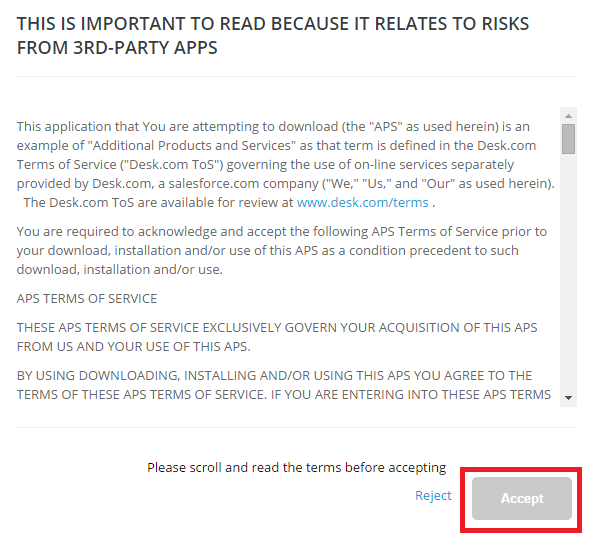 THIS IS IMPORTANT TO READ BECAUSE IT RELATES TO RISKS
FROM 3RD-PARTY APPS
This application that You are attempting to download (the "APS" as used herein) is an
example of "Additional Products and Services" as that term is defined in the Desk.com
Terms of Service ("Desk.com ToS") governing the use of on-line services separately
provided by Desk.com, a salesforce.com company ("We," "Us," and "Our" as used herein).
The Desk.com ToS are available for review at www.desk.com/terms .
You are required to acknowledge and accept the following APS Terms of Service prior to
your download, installation and/or use of this APS as a condition precedent to such
download, installation and/or use.
APS TERMS OF SERVICE
THESE APS TERMS OF SERVICE EXCLUSIVELY GOVERN YOUR ACQUISITION OF THIS APS
FROM US AND YOUR USE OF THIS APS.
BY USING DOWNLOADING, INSTALLING AND/OR USING THIS APS YOU AGREE TO THE
TERMS OF THESE APS TERMS OF SERVICE. IF YOU ARE ENTERING INTO THESE APS TERMS
Please scroll and read the terms before accepting
Reject
Accept